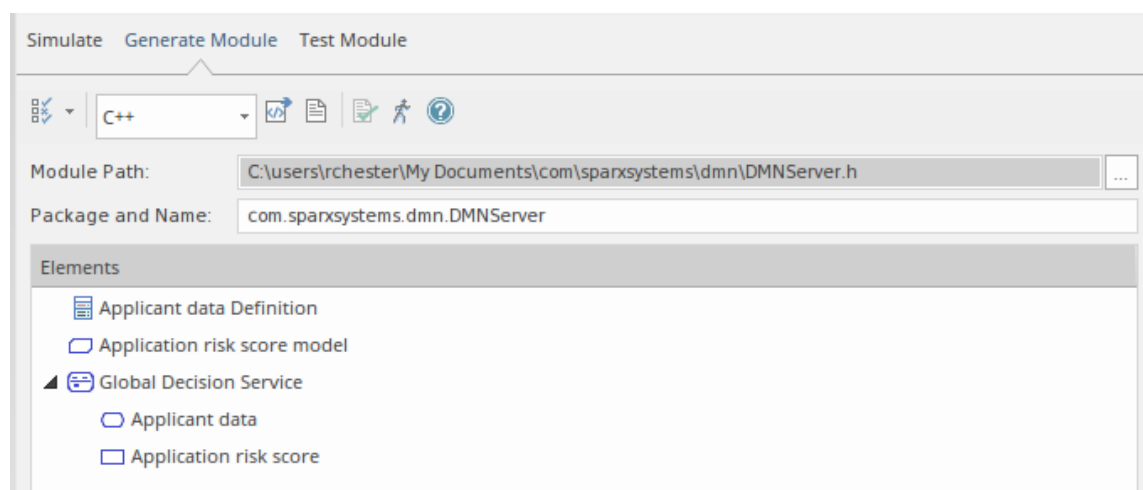 Simulate Generate Module Test Module
C++
Module Path: C:\users\rchester\My Documents\com\sparxsystems\dmn\DMNServer.h ...
Package and Name: com.sparxsystems.dmn.DMNServer
Elements
Applicant data Definition
Application risk score model
Global Decision Service
Applicant data
Application risk score